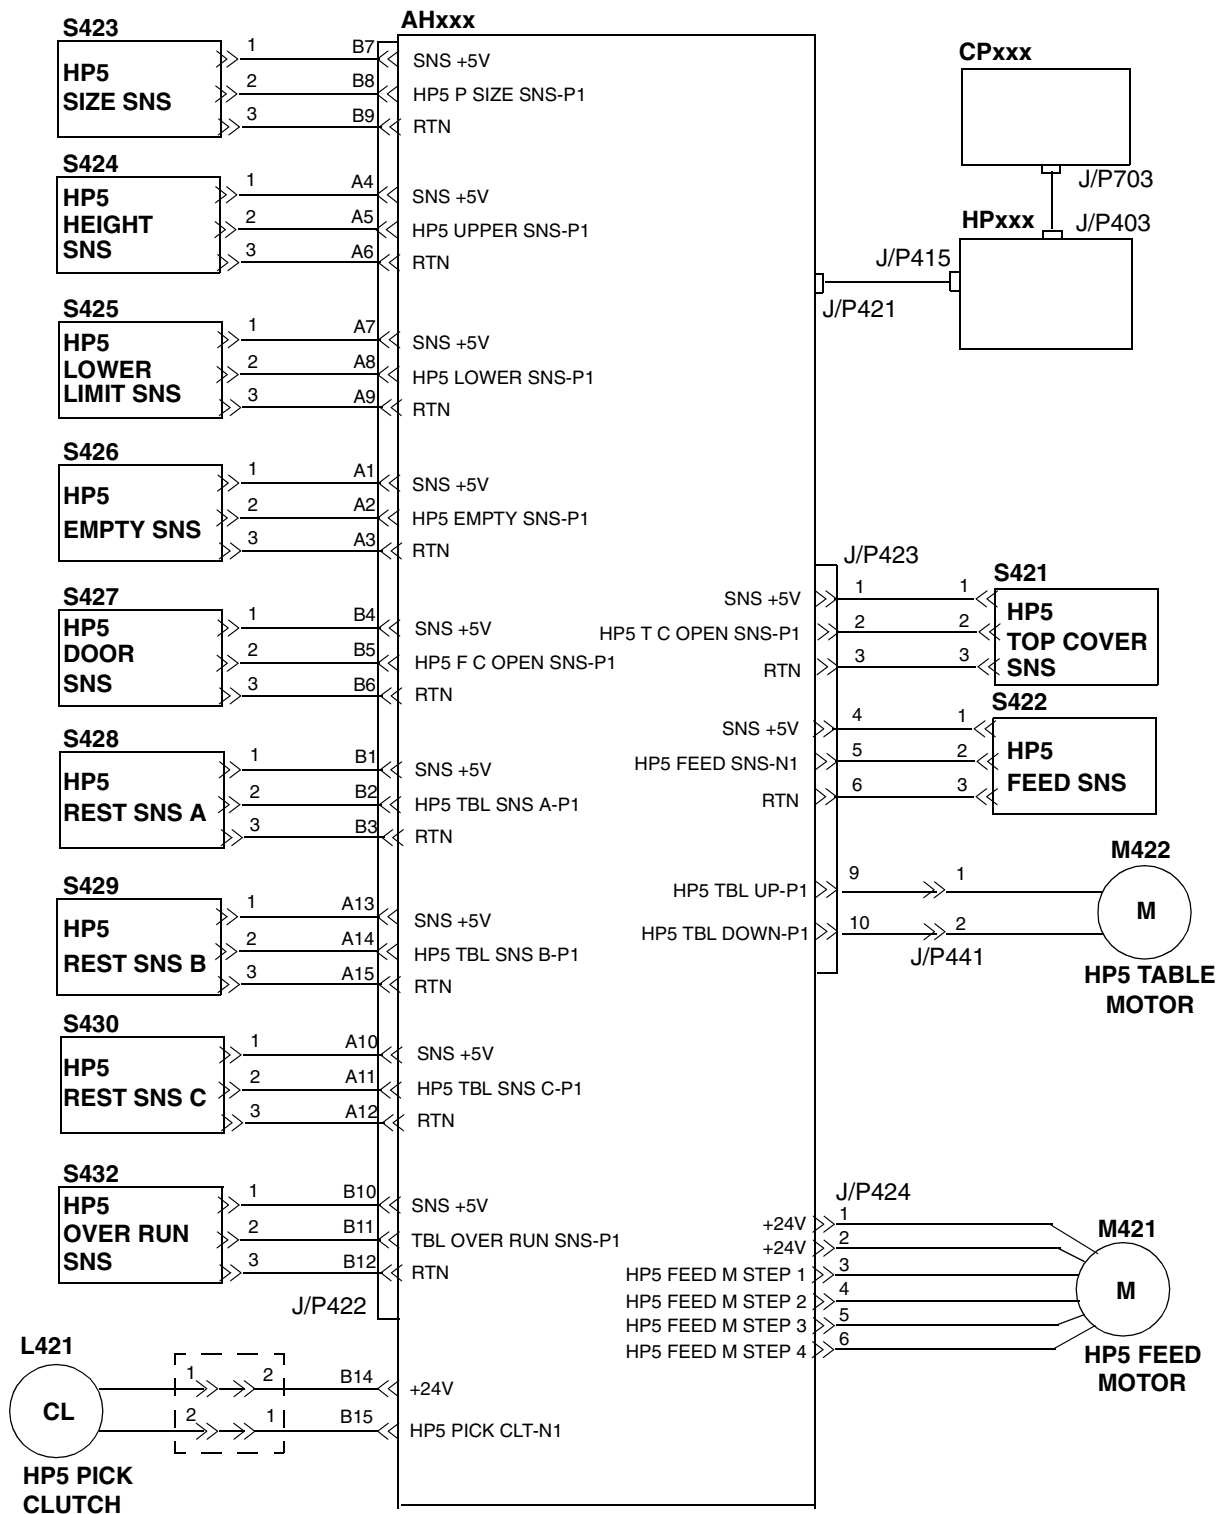 AHxxx
S423
HP5
SIZE SNS
1 B7 SNS +5V
2 B8 HP5 P SIZE SNS-P1
3 B9 RTN
S424
HP5
HEIGHT
SNS
1 A4 SNS +5V
2 A5 HP5 UPPER SNS-P1
3 A6 RTN
S425
HP5
LOWER
LIMIT SNS
1 A7 SNS +5V
2 A8 HP5 LOWER SNS-P1
3 A9 RTN
S426
HP5
EMPTY SNS
1 A1 SNS +5V
2 A2 HP5 EMPTY SNS-P1
3 A3 RTN
S427
HP5
DOOR
SNS
1 B4 SNS +5V
2 B5 HP5 F C OPEN SNS-P1
3 B6 RTN
S428
HP5
REST SNS A
1 B1 SNS +5V
2 B2 HP5 TBL SNS A-P1
3 B3 RTN
S429
HP5
REST SNS B
1 A13 SNS +5V
2 A14 HP5 TBL SNS B-P1
3 A15 RTN
S430
HP5
REST SNS C
1 A10 SNS +5V
2 A11 HP5 TBL SNS C-P1
3 A12 RTN
S432
HP5
OVER RUN
SNS
1 B10 SNS +5V
2 B11 TBL OVER RUN SNS-P1
3 B12 RTN
J/P422
L421
CL
1 2 B14 +24V
2 1 B15 HP5 PICK CLT-N1
HP5 PICK
CLUTCH
CPxxx
J/P703
HPxxx
J/P403
J/P415
J/P421
J/P423
S421
HP5
TOP COVER
SNS
SNS +5V 1 1
HP5 T C OPEN SNS-P1 2 2
RTN 3 3
S422
HP5
FEED SNS
SNS +5V 4 1
HP5 FEED SNS-N1 5 2
RTN 6 3
M422
M
HP5 TBL UP-P1 9 1
HP5 TBL DOWN-P1 10 2
J/P441
HP5 TABLE
MOTOR
J/P424
M421
M
+24V 1
+24V 2
HP5 FEED M STEP 1 3
HP5 FEED M STEP 2 4
HP5 FEED M STEP 3 5
HP5 FEED M STEP 4 6
HP5 FEED
MOTOR